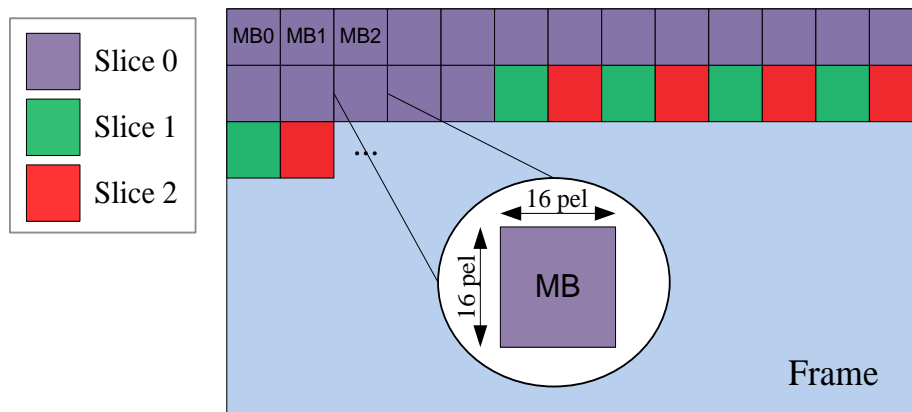 Slice 0
Slice 1
Slice 2
MB0 MB1 MB2
...
16 pel
16 pel
MB
Frame